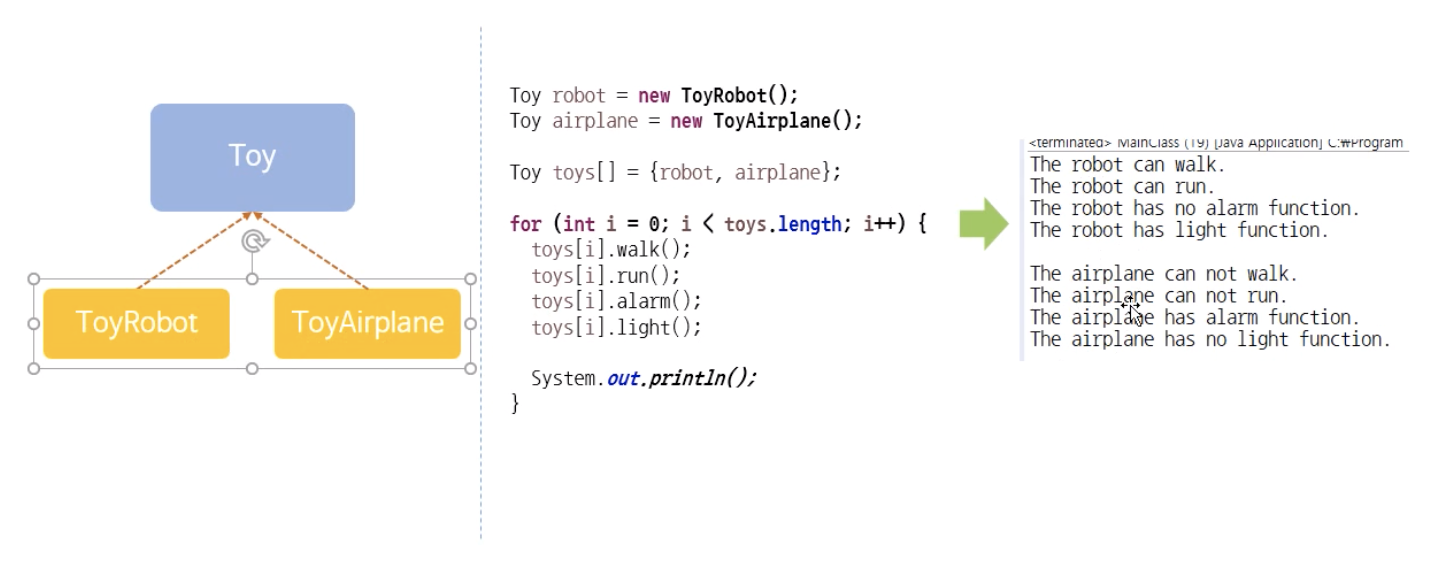 Toy
ToyRobot
ToyAirplane
Toy robot = new ToyRobot();
Toy airplane = new ToyAirplane();
Toy toys[] = {robot, airplane};
for (int i = 0; i < toys.length; i++) {
toys[i].walk();
toys[i].run();
toys[i].alarm();
toys[i].light();
System.out.println();
}
<terminated> MainClass (19) [Java Application] C:₩Program
The robot can walk.
The robot can run.
The robot has no alarm function.
The robot has light function.
The airplane can not walk.
The airplane can not run.
The airplane has alarm function.
The airplane has no light function.